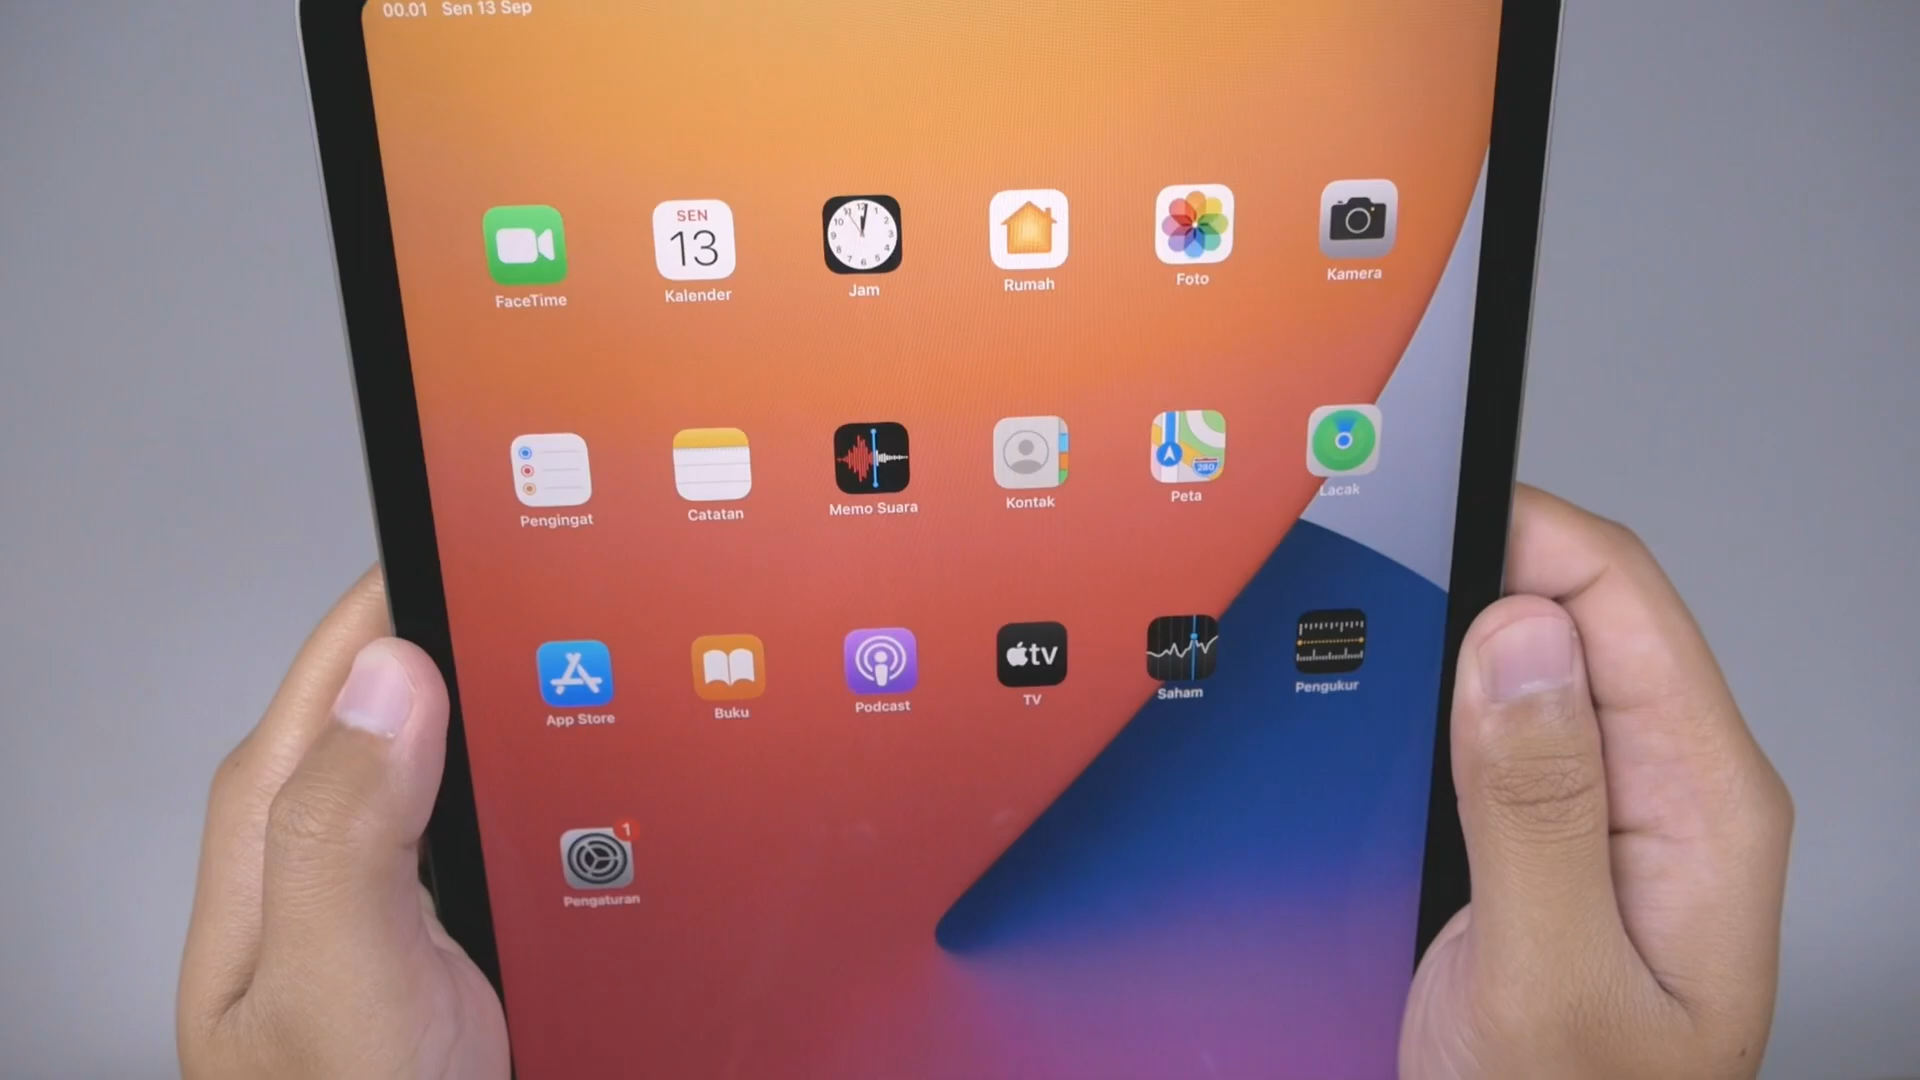 00.01 Sen 13 Sep
SEN
13
FaceTime Kalender Jam Rumah Foto Kamera
280
Pengingat Catatan Memo Suara Kontak Peta Lacak
tv
App Store Buku Podcast TV Saham Pengukur
1
Pengaturan